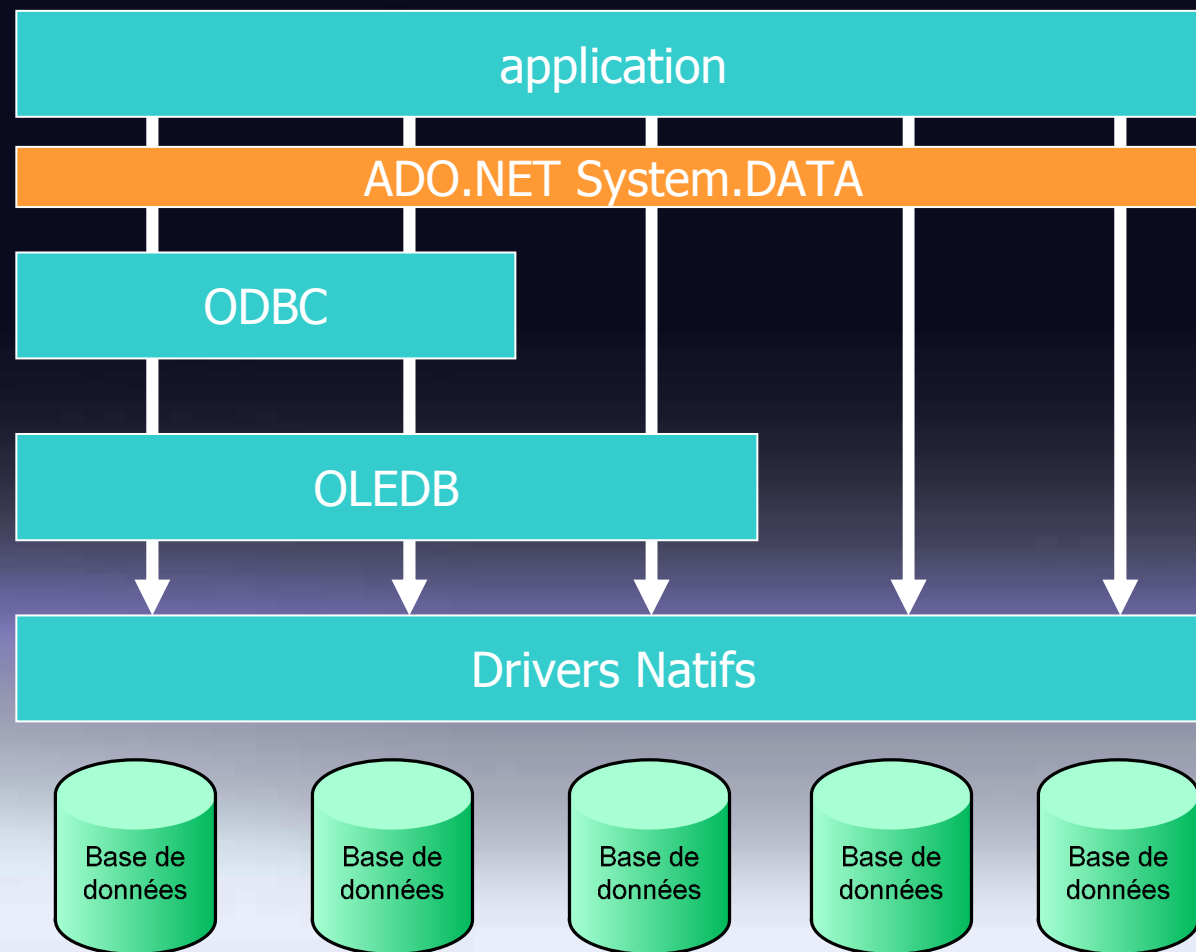 application
ADO.NET System.DATA
ODBC
OLEDB
Drivers Natifs
Base de
données
Base de
données
Base de
données
Base de
données
Base de
données